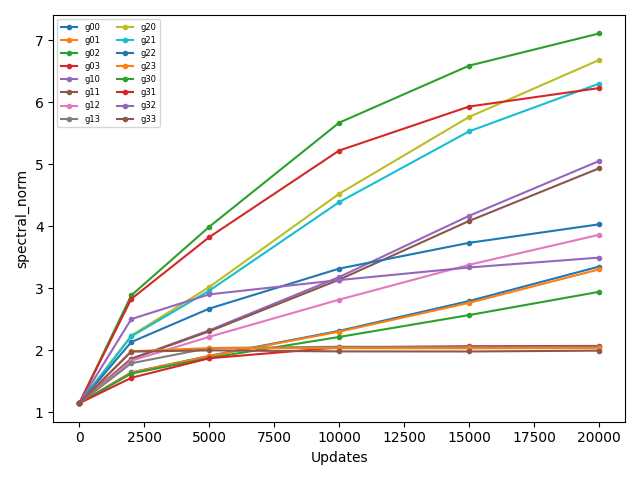 7
6
5
4
3
2
1
spectral_norm
g00 g20
g01 g21
g02 g22
g03 g23
g10 g30
g11 g31
g12 g32
g13 g33
0 2500 5000 7500 10000 12500 15000 17500 20000
Updates